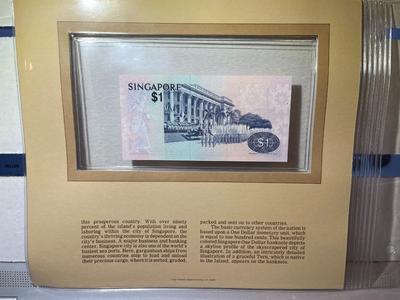 SINGAPORE
$1
$1
this prosperous country. With over ninety
percent of the island's population living and
laboring within the city of Singapore, the
country's thriving economy is dependent on the
city's business. A major business and banking
center, Singapore city is also one of the world's
busiest sea ports. Here, gargantuan ships from
numerous countries stop to load and unload
their precious cargo, where it is sorted, graded,
packed and sent on to other countries.
The basic currency system of the nation is
based upon a One Dollar monetary unit, which
is equal to one hundred cents. This beautifully
colored Singapore One Dollar banknote depicts
a skyline profile of the skyscrapered city of
Singapore. In addition, an intricately detailed
illustration of a graceful Tern, which is native
to the Island, appears on the banknote.